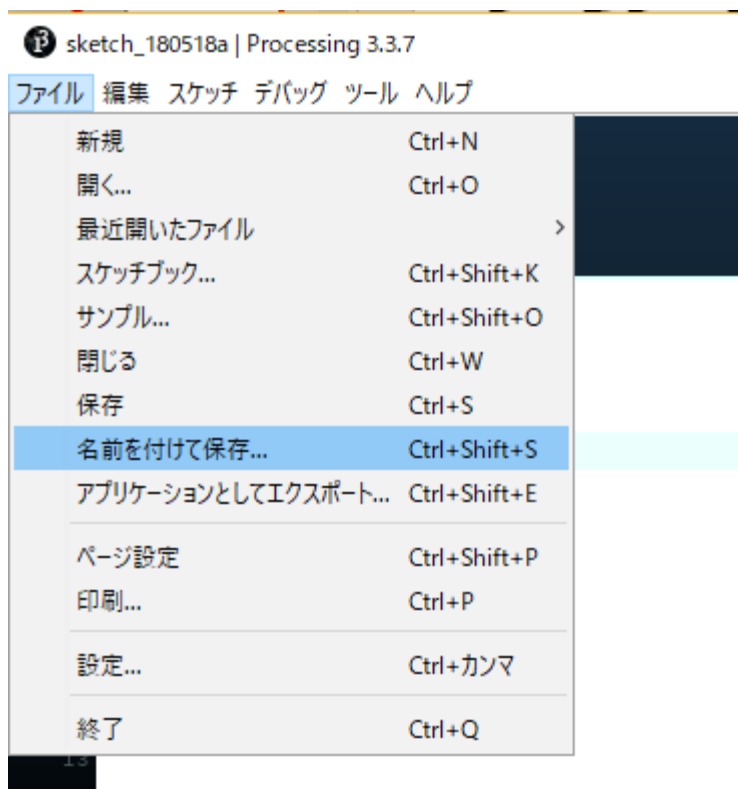 sketch_180518a | Processing 3.3.7
ファイル 編集 スケッチ デバッグ ツール ヘルプ
新規 Ctrl+N
開く... Ctrl+O
最近開いたファイル >
スケッチブック... Ctrl+Shift+K
サンプル... Ctrl+Shift+O
閉じる Ctrl+W
保存 Ctrl+S
名前を付けて保存... Ctrl+Shift+S
アプリケーションとしてエクスポート... Ctrl+Shift+E
ページ設定 Ctrl+Shift+P
印刷... Ctrl+P
設定... Ctrl+カンマ
終了 Ctrl+Q
13